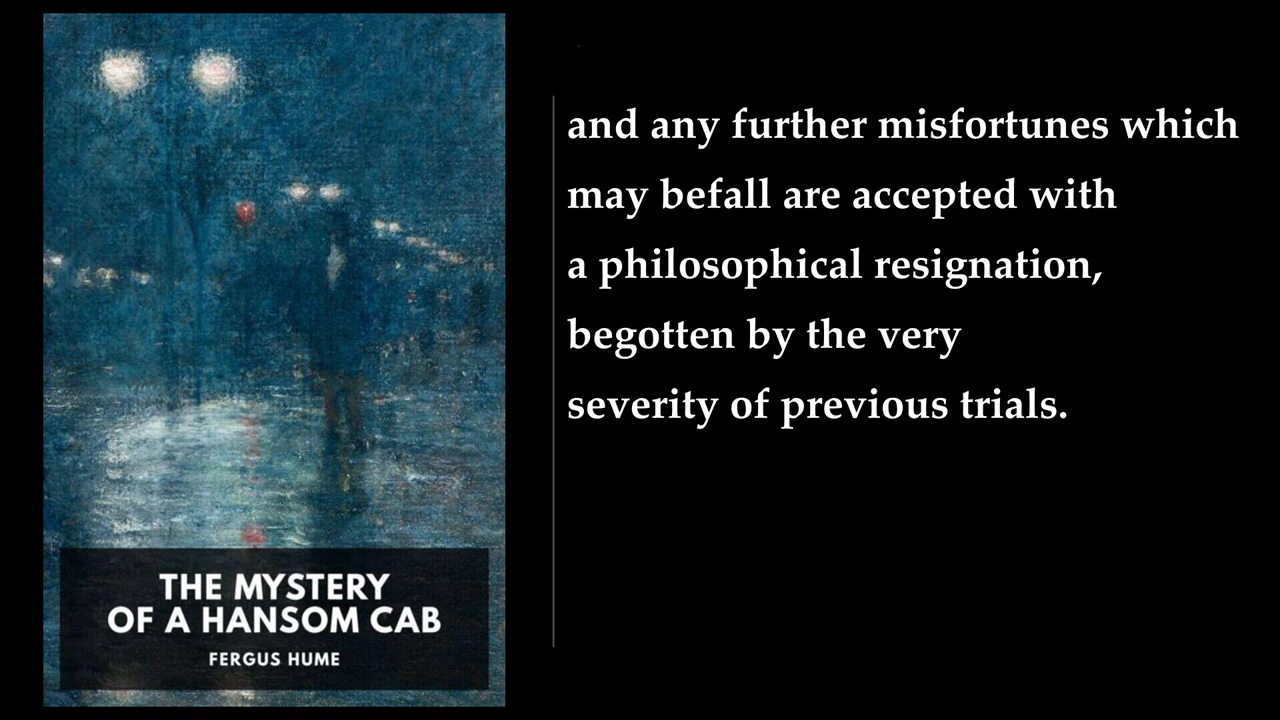 and any further misfortunes which
may befall are accepted with
a philosophical resignation,
begotten by the very
severity of previous trials.
THE MYSTERY
OF A HANSOM CAB
FERGUS HUME